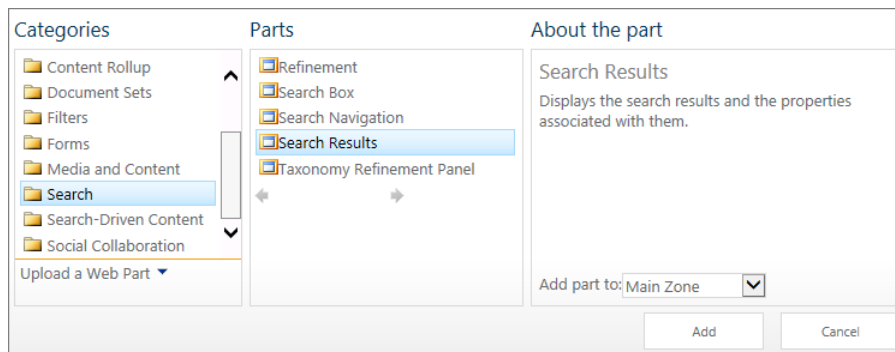 Categories
Content Rollup
Document Sets
Filters
Forms
Media and Content
Search
Search-Driven Content
Social Collaboration
Upload a Web Part
Parts
Refinement
Search Box
Search Navigation
Search Results
Taxonomy Refinement Panel
About the part
Search Results
Displays the search results and the properties
associated with them.
Add part to: Main Zone
Add
Cancel